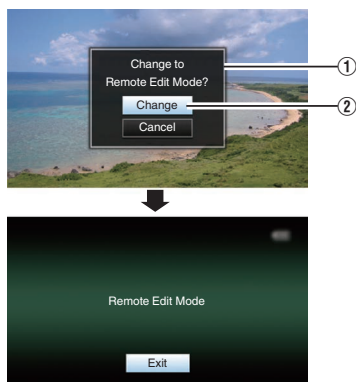 Change to
Remote Edit Mode?
Change
Cancel
①
②
Remote Edit Mode
Exit